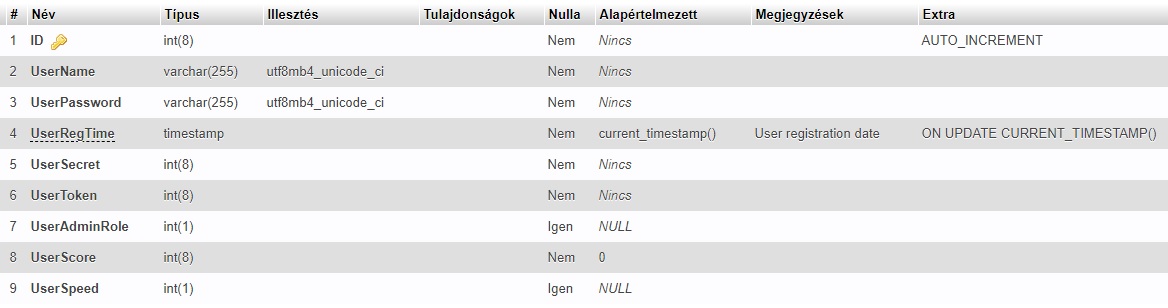 # Név Típus Illesztés Tulajdonságok Nulla Alapértelmezett Megjegyzések Extra
1 ID int(8) Nem Nincs AUTO_INCREMENT
2 UserName varchar(255) utf8mb4_unicode_ci Nem Nincs
3 UserPassword varchar(255) utf8mb4_unicode_ci Nem Nincs
4 UserRegTime timestamp Nem current_timestamp() User registration date ON UPDATE CURRENT_TIMESTAMP()
5 UserSecret int(8) Nem Nincs
6 UserToken int(8) Nem Nincs
7 UserAdminRole int(1) Igen NULL
8 UserScore int(8) Nem 0
9 UserSpeed int(1) Igen NULL